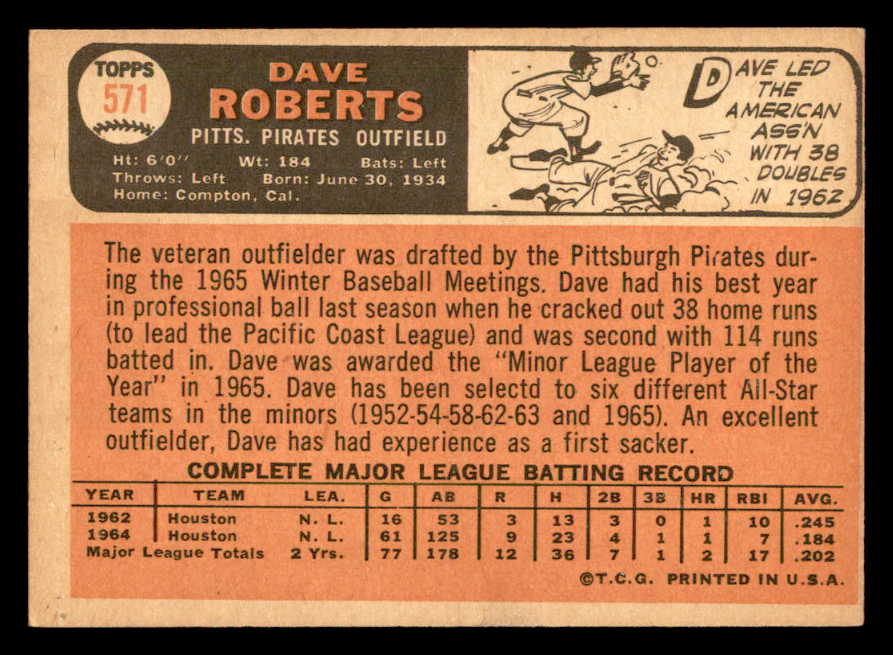 TOPPS
571
DAVE
ROBERTS
PITTS. PIRATES OUTFIELD
Ht: 6'0" Wt: 184 Bats: Left
Throws: Left Born: June 30, 1934
Home: Compton, Cal.
DAVE LED
THE
AMERICAN
ASS'N
WITH 38
DOUBLES
IN 1962
The veteran outfielder was drafted by the Pittsburgh Pirates dur-
ing the 1965 Winter Baseball Meetings. Dave had his best year
in professional ball last season when he cracked out 38 home runs
(to lead the Pacific Coast League) and was second with 114 runs
batted in. Dave was awarded the "Minor League Player of the
Year" in 1965. Dave has been selectd to six different All-Star
teams in the minors (1952-54-58-62-63 and 1965). An excellent
outfielder, Dave has had experience as a first sacker.
COMPLETE MAJOR LEAGUE BATTING RECORD
YEAR TEAM LEA. G AB R H 2B 3B HR RBI AVG.
1962 Houston N. L. 16 53 3 13 3 0 1 10 .245
1964 Houston N. L. 61 125 9 23 4 1 1 7 .184
Major League Totals 2 Yrs. 77 178 12 36 7 1 2 17 .202
©T.C.G. PRINTED IN U.S.A.